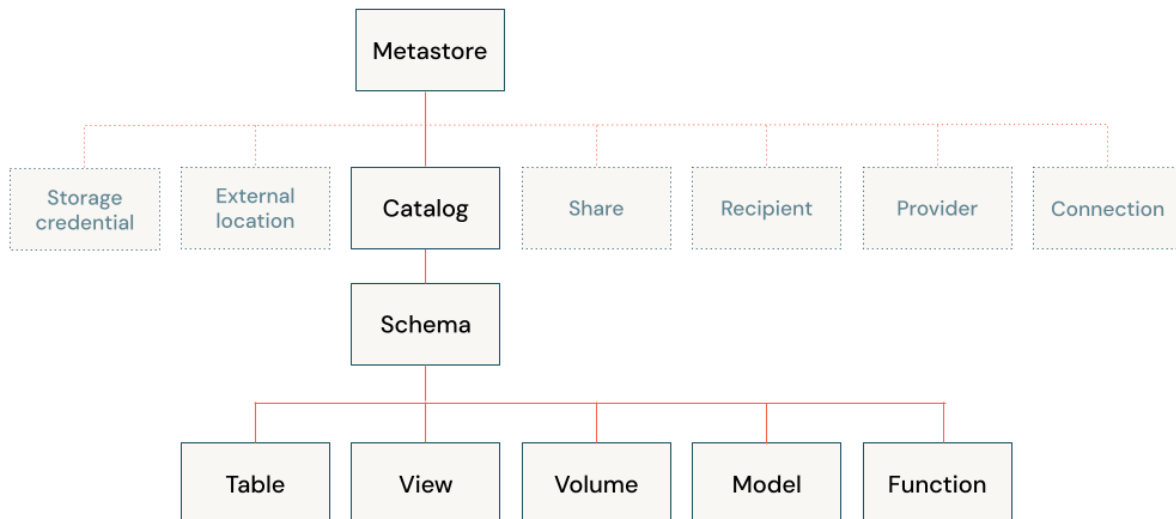 Metastore
Storage
credential
External
location
Catalog
Share
Recipient
Provider
Connection
Schema
Table
View
Volume
Model
Function